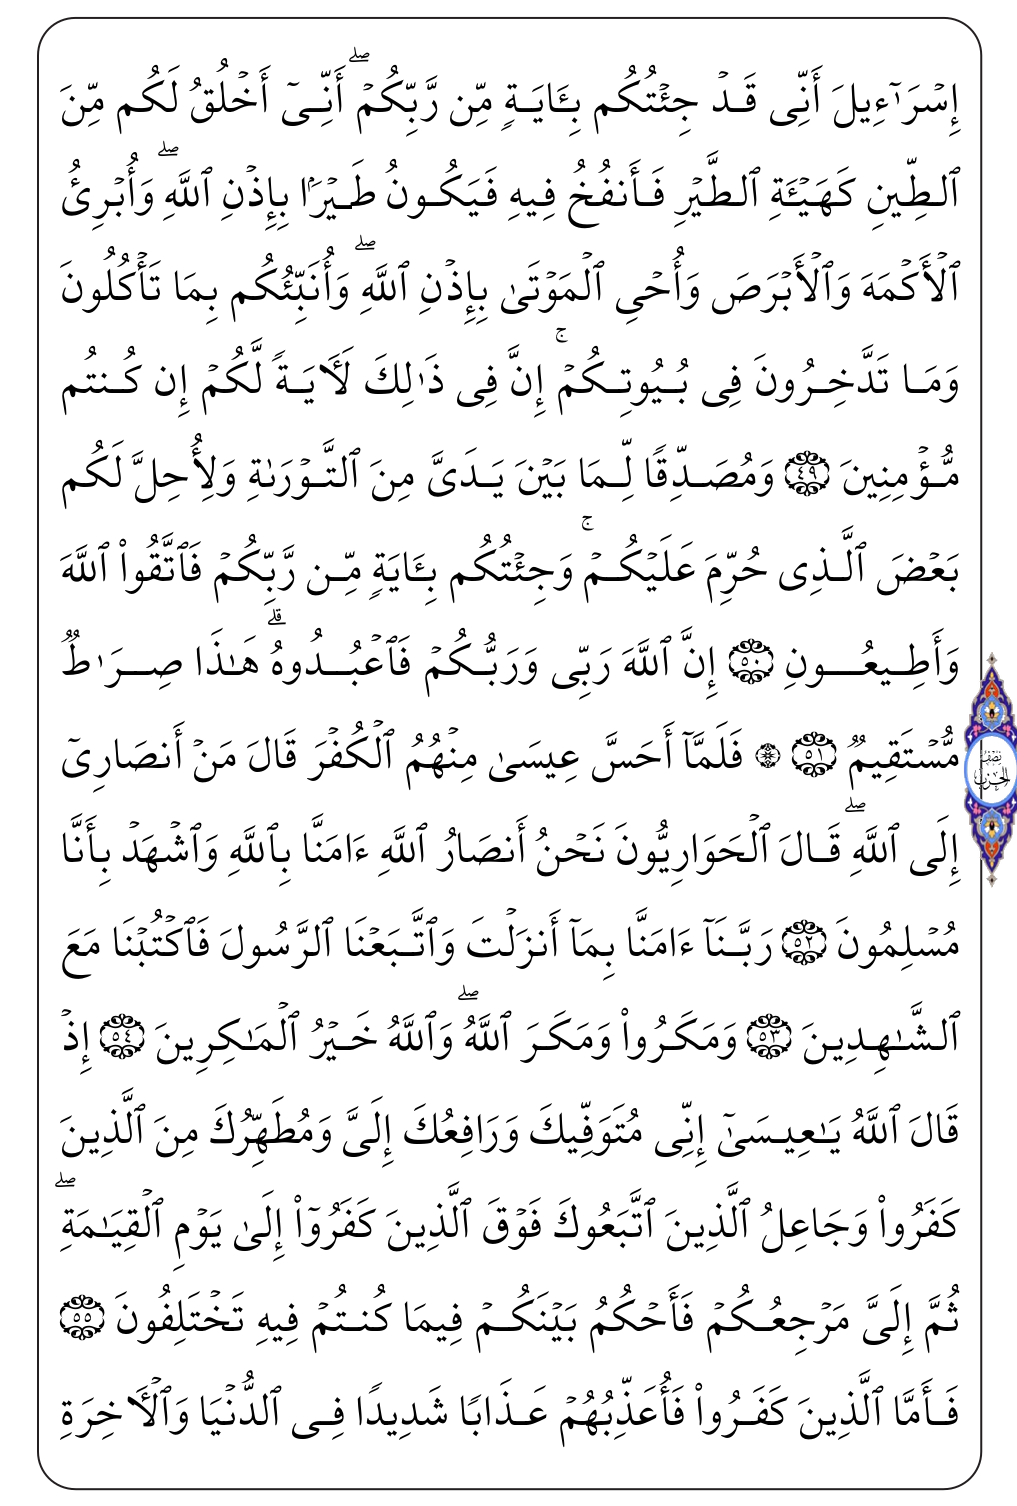 إِسۡرَٰٓءِيلَ أَنِّى قَدۡ جِئۡتُكُم بِـَٔايَةٍ مِّن رَّبِّكُمۡۖ أَنِّىٓ أَخۡلُقُ لَكُم مِّنَ
ٱلطِّينِ كَهَيۡـَٔةِ ٱلطَّيۡرِ فَأَنفُخُ فِيهِ فَيَكُونُ طَيۡرَۢا بِإِذۡنِ ٱللَّهِۖ وَأُبۡرِئُ
ٱلۡأَكۡمَهَ وَٱلۡأَبۡرَصَ وَأُحۡىِ ٱلۡمَوۡتَىٰ بِإِذۡنِ ٱللَّهِۖ وَأُنَبِّئُكُم بِمَا تَأۡكُلُونَ
وَمَا تَدَّخِرُونَ فِى بُيُوتِكُمۡۚ إِنَّ فِى ذَٰلِكَ لَـَٔايَةً لَّكُمۡ إِن كُنتُم
مُّؤۡمِنِينَ ٤٩ وَمُصَدِّقًا لِّمَا بَيۡنَ يَدَىَّ مِنَ ٱلتَّوۡرَىٰةِ وَلِأُحِلَّ لَكُم
بَعۡضَ ٱلَّذِى حُرِّمَ عَلَيۡكُمۡۚ وَجِئۡتُكُم بِـَٔايَةٍ مِّن رَّبِّكُمۡ فَٱتَّقُواْ ٱللَّهَ
وَأَطِيعُونِ ٥٠ إِنَّ ٱللَّهَ رَبِّى وَرَبُّكُمۡ فَٱعۡبُدُوهُۗ هَـٰذَا صِرَٰطٌ
مُّسۡتَقِيمٌ ٥١ ۞ فَلَمَّآ أَحَسَّ عِيسَىٰ مِنۡهُمُ ٱلۡكُفۡرَ قَالَ مَنۡ أَنصَارِىٓ
إِلَى ٱللَّهِۖ قَالَ ٱلۡحَوَارِيُّونَ نَحۡنُ أَنصَارُ ٱللَّهِ ءَامَنَّا بِٱللَّهِ وَٱشۡهَدۡ بِأَنَّا
مُسۡلِمُونَ ٥٢ رَبَّنَآ ءَامَنَّا بِمَآ أَنزَلۡتَ وَٱتَّبَعۡنَا ٱلرَّسُولَ فَٱكۡتُبۡنَا مَعَ
ٱلشَّـٰهِدِينَ ٥٣ وَمَكَرُواْ وَمَكَرَ ٱللَّهُۖ وَٱللَّهُ خَيۡرُ ٱلۡمَـٰكِرِينَ ٥٤ إِذۡ
قَالَ ٱللَّهُ يَـٰعِيسَىٰٓ إِنِّى مُتَوَفِّيكَ وَرَافِعُكَ إِلَىَّ وَمُطَهِّرُكَ مِنَ ٱلَّذِينَ
كَفَرُواْ وَجَاعِلُ ٱلَّذِينَ ٱتَّبَعُوكَ فَوۡقَ ٱلَّذِينَ كَفَرُوٓاْ إِلَىٰ يَوۡمِ ٱلۡقِيَـٰمَةِۖ
ثُمَّ إِلَىَّ مَرۡجِعُكُمۡ فَأَحۡكُمُ بَيۡنَكُمۡ فِيمَا كُنتُمۡ فِيهِ تَخۡتَلِفُونَ ٥٥
فَأَمَّا ٱلَّذِينَ كَفَرُواْ فَأُعَذِّبُهُمۡ عَذَابًا شَدِيدًا فِى ٱلدُّنۡيَا وَٱلۡأٓخِرَةِ
نِصۡفُ
الحِزۡب